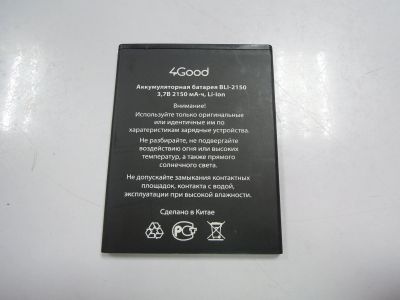 4Good
Аккумуляторная батарея BLI-2150
3,7В 2150 мА-ч, Li-Ion
Внимание!
Используйте только оригинальные
или идентичные им по
характеристикам зарядные устройства.
Не разбирайте, не подвергайте
воздействию огня или высоких
температур, а также прямого
солнечного света.
Не допускайте замыкания контактных
площадок, контакта с водой,
эксплуатации при высокой влажности.
Сделано в Китае